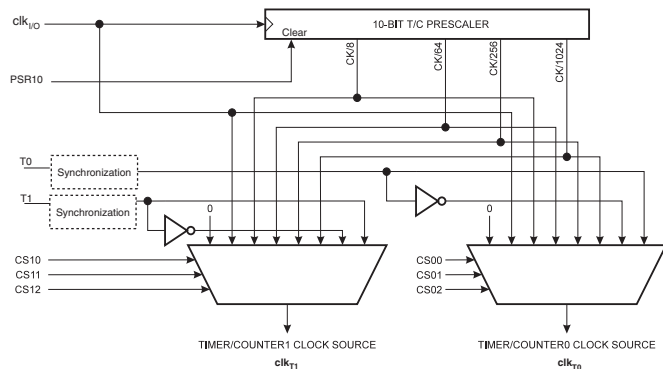 clkI/O
10-BIT T/C PRESCALER
Clear
PSR10
CK/8
CK/64
CK/256
CK/1024
T0
Synchronization
T1
Synchronization
0
0
CS10
CS11
CS12
CS00
CS01
CS02
TIMER/COUNTER1 CLOCK SOURCE
clkT1
TIMER/COUNTER0 CLOCK SOURCE
clkT0